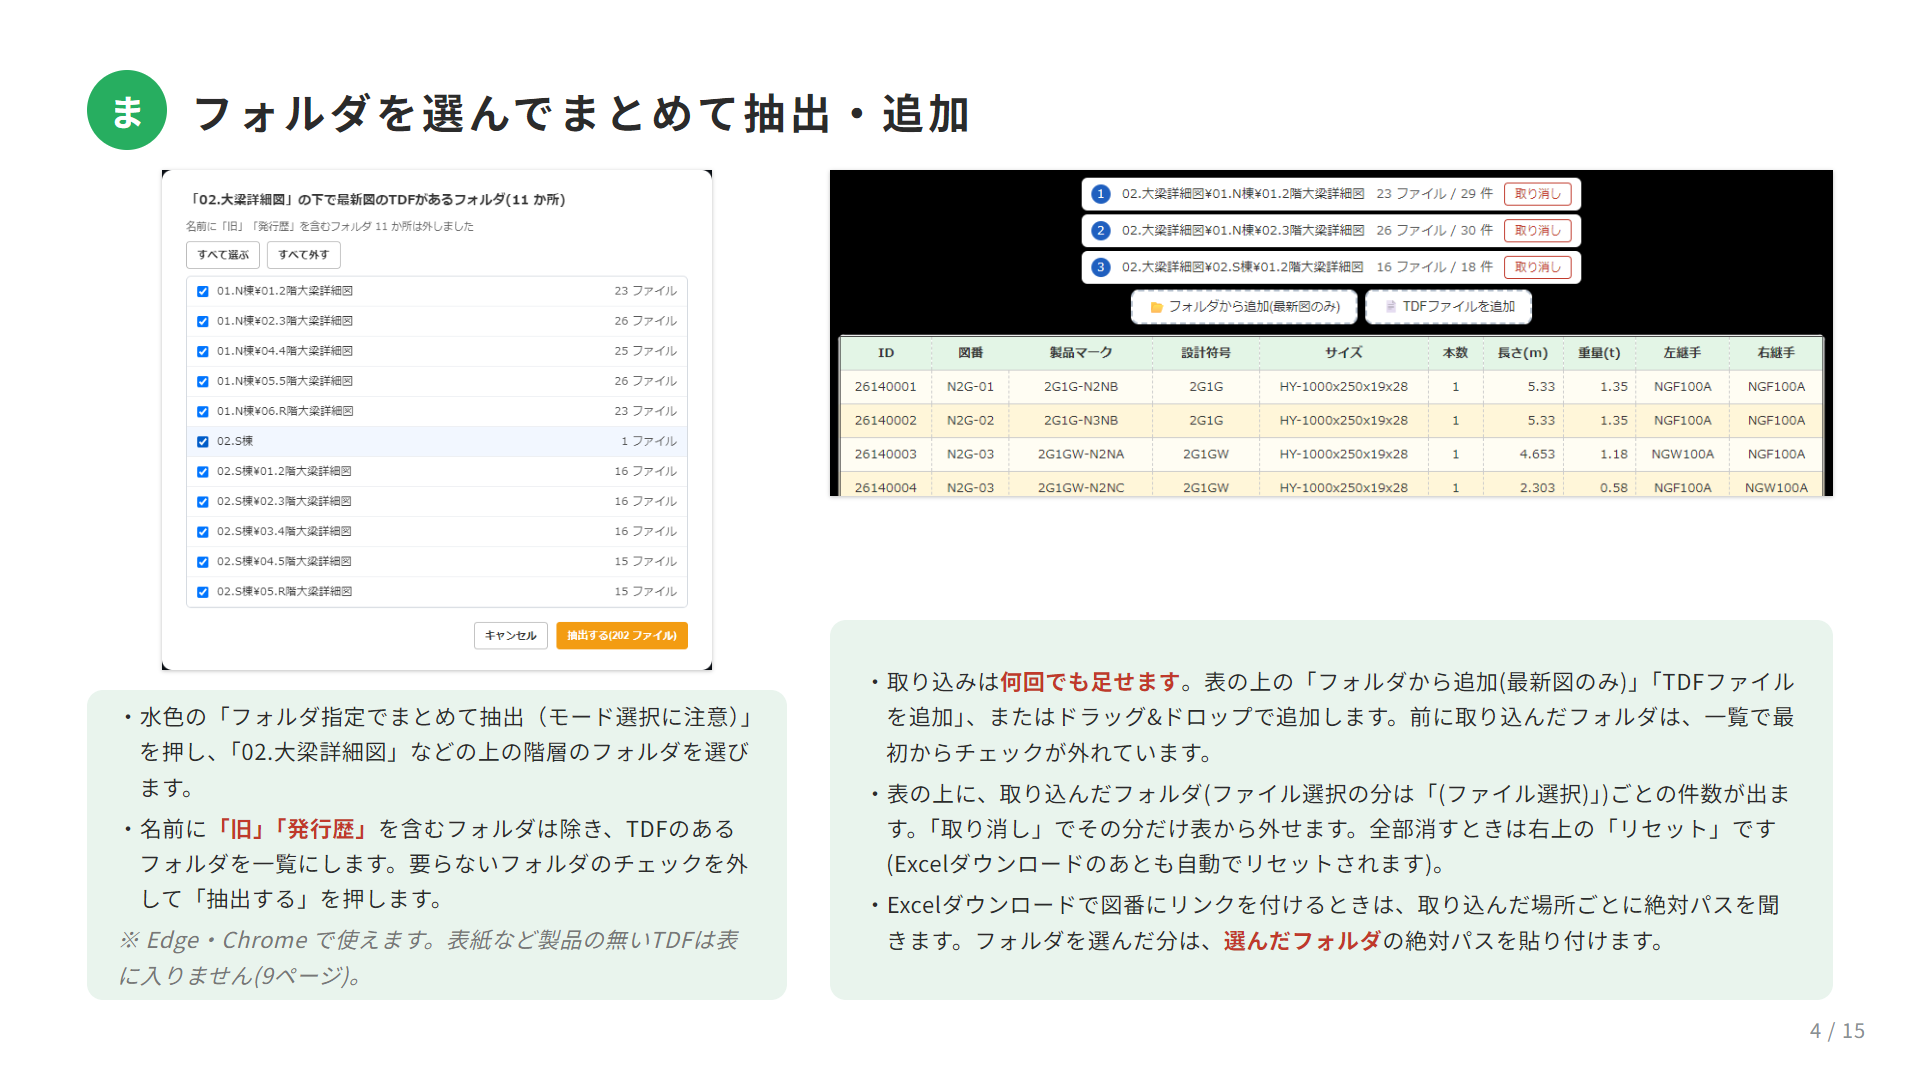 ま フォルダを選んでまとめて抽出・追加
「02.大梁詳細図」の下で最新図のTDFがあるフォルダ(11 か所)
名前に「旧」「発行歴」を含むフォルダ 11 か所は外しました
すべて選ぶ すべて外す
01.N棟¥01.2階大梁詳細図 23 ファイル
01.N棟¥02.3階大梁詳細図 26 ファイル
01.N棟¥04.4階大梁詳細図 25 ファイル
01.N棟¥05.5階大梁詳細図 26 ファイル
01.N棟¥06.R階大梁詳細図 23 ファイル
02.S棟 1 ファイル
02.S棟¥01.2階大梁詳細図 16 ファイル
02.S棟¥02.3階大梁詳細図 16 ファイル
02.S棟¥03.4階大梁詳細図 16 ファイル
02.S棟¥04.5階大梁詳細図 15 ファイル
02.S棟¥05.R階大梁詳細図 15 ファイル
キャンセル 抽出する(202 ファイル)
・水色の「フォルダ指定でまとめて抽出（モード選択に注意）」
を押し、「02.大梁詳細図」などの上の階層のフォルダを選び
ます。
・名前に「旧」「発行歴」を含むフォルダは除き、TDFのある
フォルダを一覧にします。要らないフォルダのチェックを外
して「抽出する」を押します。
※ Edge・Chrome で使えます。表紙など製品の無いTDFは表
に入りません(9ページ)。
1 02.大梁詳細図¥01.N棟¥01.2階大梁詳細図 23 ファイル / 29 件 取り消し
2 02.大梁詳細図¥01.N棟¥02.3階大梁詳細図 26 ファイル / 30 件 取り消し
3 02.大梁詳細図¥02.S棟¥01.2階大梁詳細図 16 ファイル / 18 件 取り消し
フォルダから追加(最新図のみ) TDFファイルを追加
ID 図番 製品マーク 設計符号 サイズ 本数 長さ(m) 重量(t) 左継手 右継手
26140001 N2G-01 2G1G-N2NB 2G1G HY-1000x250x19x28 1 5.33 1.35 NGF100A NGF100A
26140002 N2G-02 2G1G-N3NB 2G1G HY-1000x250x19x28 1 5.33 1.35 NGF100A NGF100A
26140003 N2G-03 2G1GW-N2NA 2G1GW HY-1000x250x19x28 1 4.653 1.18 NGW100A NGF100A
26140004 N2G-03 2G1GW-N2NC 2G1GW HY-1000x250x19x28 1 2.303 0.58 NGF100A NGW100A
・取り込みは何回でも足せます。表の上の「フォルダから追加(最新図のみ)」「TDFファイル
を追加」、またはドラッグ&ドロップで追加します。前に取り込んだフォルダは、一覧で最
初からチェックが外れています。
・表の上に、取り込んだフォルダ(ファイル選択の分は「(ファイル選択)」)ごとの件数が出ま
す。「取り消し」でその分だけ表から外せます。全部消すときは右上の「リセット」です
(Excelダウンロードのあとも自動でリセットされます)。
・Excelダウンロードで図番にリンクを付けるときは、取り込んだ場所ごとに絶対パスを聞
きます。フォルダを選んだ分は、選んだフォルダの絶対パスを貼り付けます。
4 / 15